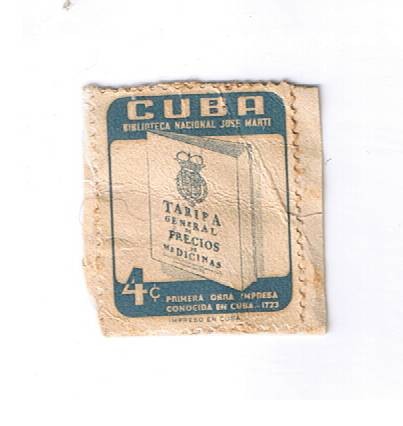 CUBA
BIBLIOTECA NACIONAL JOSE MARTI
TARIFA
GENERAL
DE
PRECIOS
DE
MEDICINAS
4¢
PRIMERA OBRA IMPRESA
CONOCIDA EN CUBA-1723
IMPRESO EN CUBA